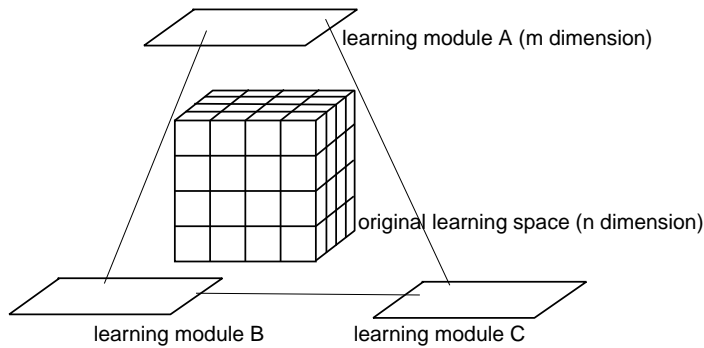 learning module A (m dimension)
original learning space (n dimension)
learning module B
learning module C